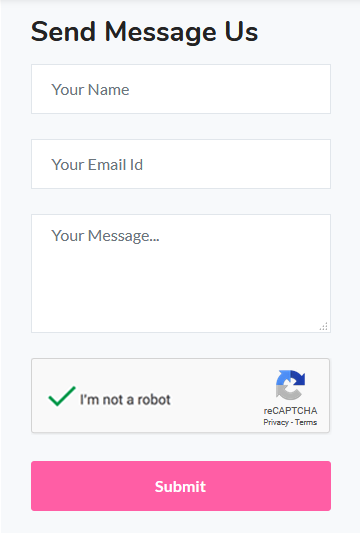 Send Message Us
Your Name
Your Email Id
Your Message...
I'm not a robot
reCAPTCHA
Privacy - Terms
Submit